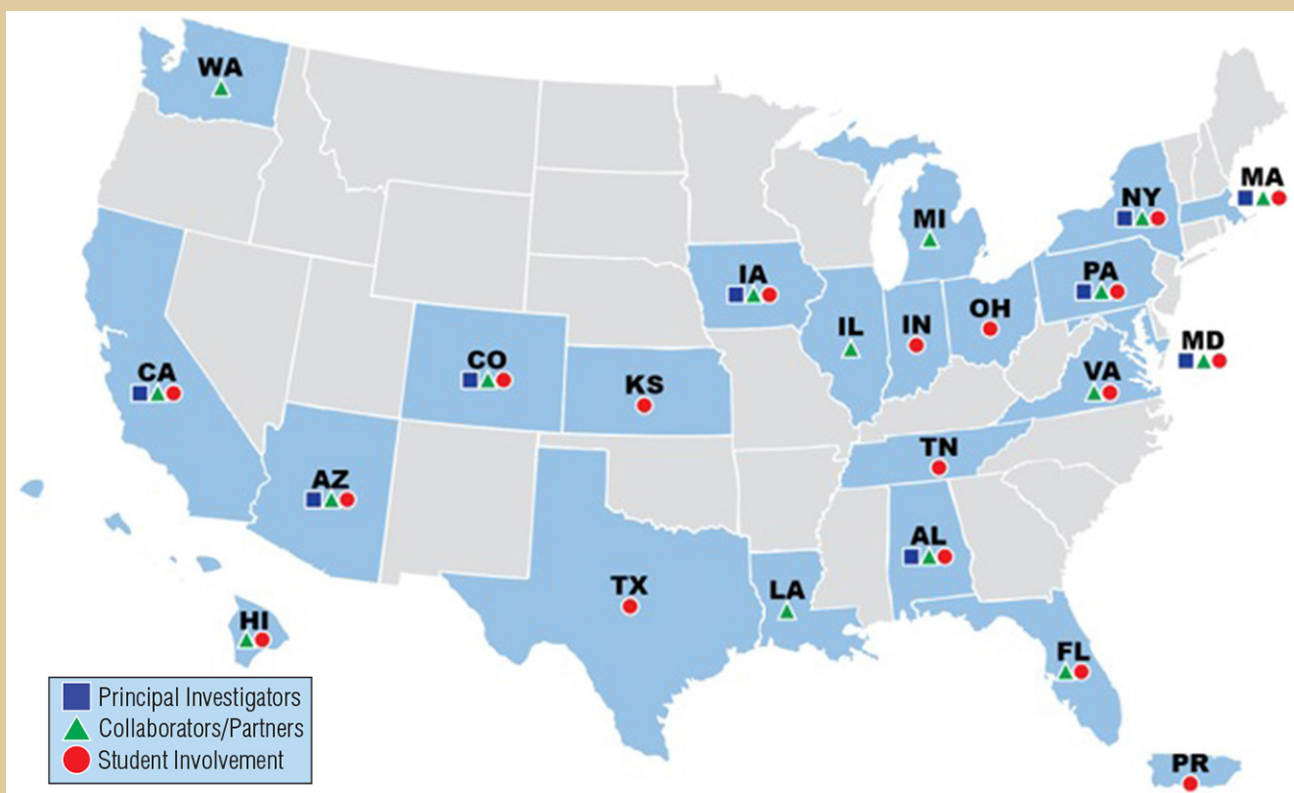 WA
MA
NY
MI
IA
PA
OH
IL
IN
MD
CO
CA
VA
KS
TN
AZ
AL
TX
LA
HI
FL
Principal Investigators
Collaborators/Partners
Student Involvement
PR